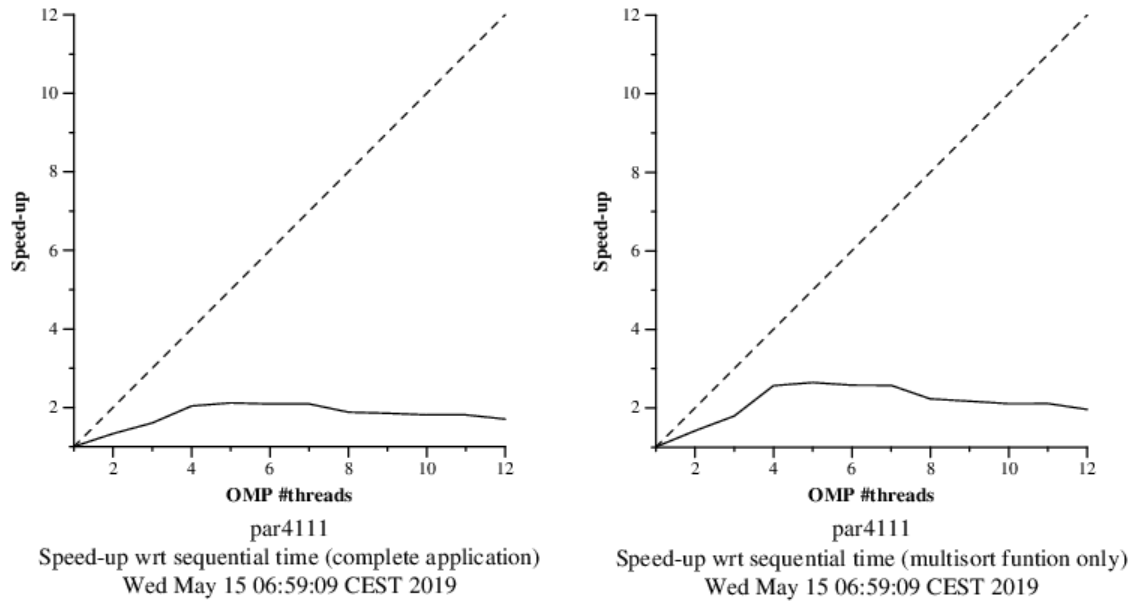 12
10
8
6
4
2
Speed-up
2
4
6
8
10
12
OMP #threads
par4111
Speed-up wrt sequential time (complete application)
Wed May 15 06:59:09 CEST 2019
12
10
8
6
4
2
Speed-up
2
4
6
8
10
12
OMP #threads
par4111
Speed-up wrt sequential time (multisort funtion only)
Wed May 15 06:59:09 CEST 2019